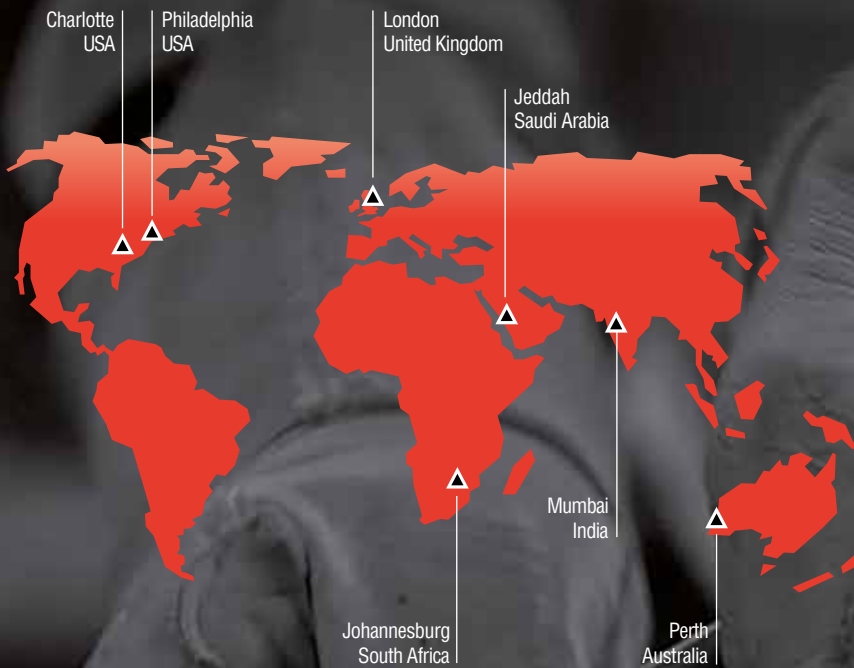 Charlotte
USA
Philadelphia
USA
London
United Kingdom
Jeddah
Saudi Arabia
Mumbai
India
Johannesburg
South Africa
Perth
Australia